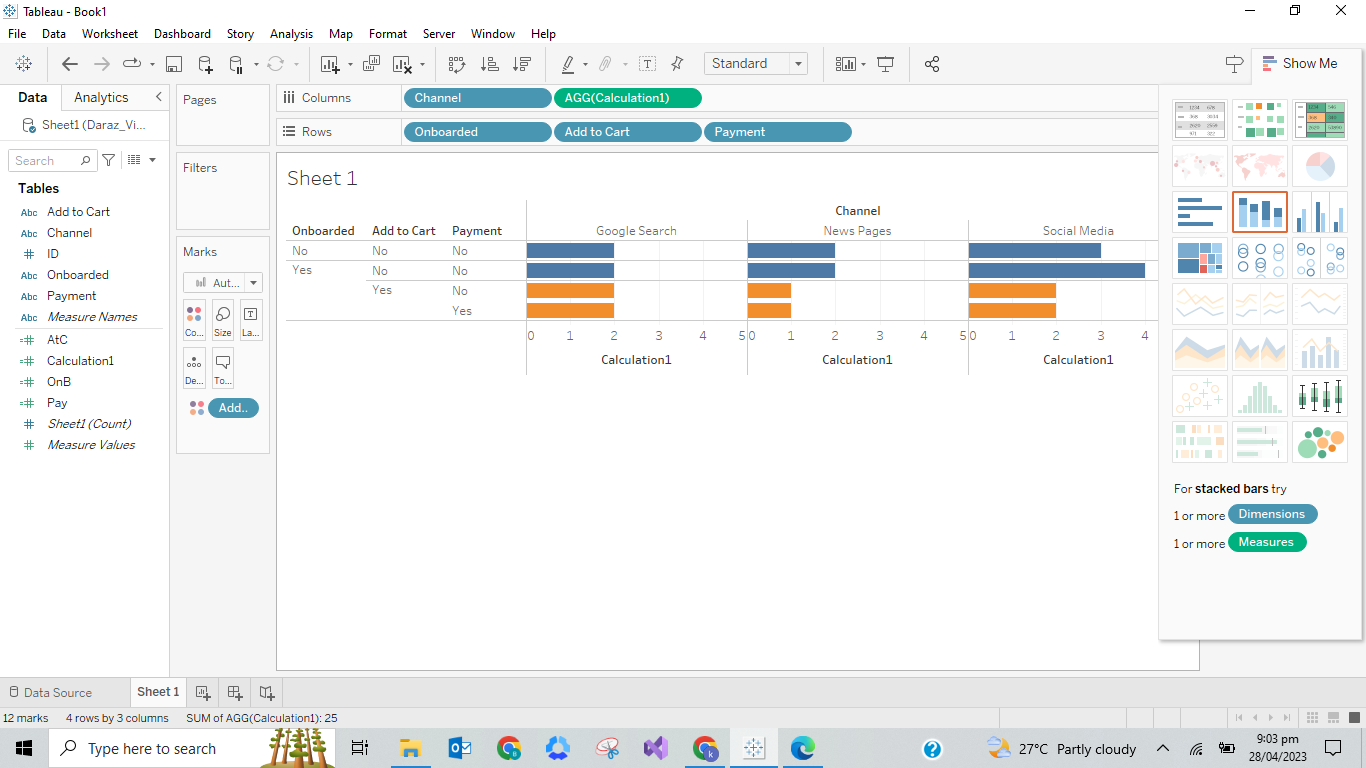 Tableau - Book1
File Data Worksheet Dashboard Story Analysis Map Format Server Window Help
Standard
Show Me
Data Analytics
Pages
Columns Channel AGG(Calculation1)
Sheet1 (Daraz_Vi...
Rows Onboarded Add to Cart Payment
Search
Filters
Sheet 1
Tables
Abc Add to Cart
Abc Channel
ID
Abc Onboarded
Abc Payment
Abc Measure Names
AtC
Calculation1
OnB
Pay
Sheet1 (Count)
Measure Values
Marks
Aut...
Co... Size La...
De... To...
Add..
Channel
Onboarded Add to Cart Payment Google Search News Pages Social Media
No No No
Yes No No
Yes No
Yes
0 1 2 3 4 5 0 1 2 3 4 5 0 1 2 3 4
Calculation1 Calculation1 Calculation1
For stacked bars try
1 or more Dimensions
1 or more Measures
Data Source Sheet 1
12 marks 4 rows by 3 columns SUM of AGG(Calculation1): 25
Type here to search
27°C Partly cloudy
9:03 pm
28/04/2023